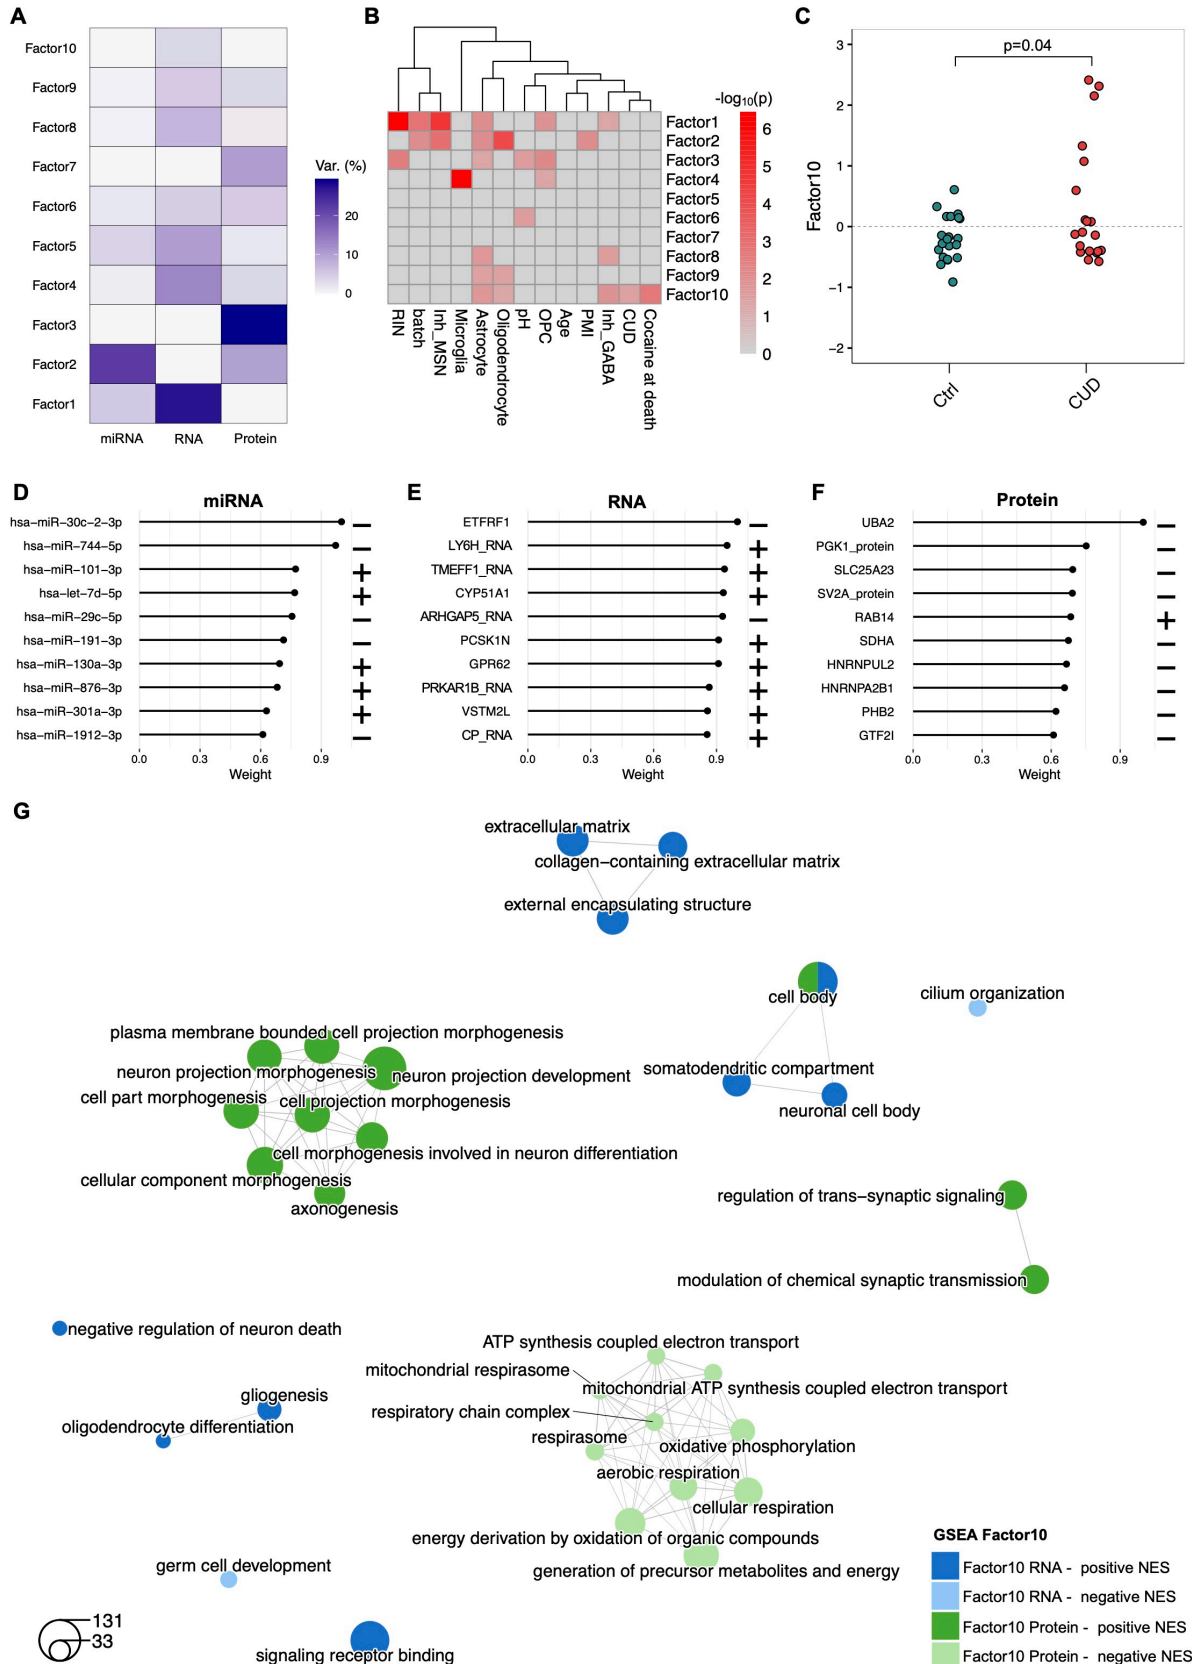 A
Factor10
Factor9
Factor8
Factor7
Factor6
Factor5
Factor4
Factor3
Factor2
Factor1
miRNA
RNA
Protein
Var. (%)
20
10
0
B
-log10(p)
6
5
4
3
2
1
0
Factor1
Factor2
Factor3
Factor4
Factor5
Factor6
Factor7
Factor8
Factor9
Factor10
RIN
batch
Inh_MSN
Microglia
Astrocyte
Oligodendrocyte
pH
OPC
Age
PMI
Inh_GABA
CUD
Cocaine at death
C
p=0.04
Factor10
3
2
1
0
−1
−2
Ctrl
CUD
D
miRNA
hsa−miR−30c−2−3p −
hsa−miR−744−5p −
hsa−miR−101−3p +
hsa−let−7d−5p +
hsa−miR−29c−5p −
hsa−miR−191−3p −
hsa−miR−130a−3p +
hsa−miR−876−3p +
hsa−miR−301a−3p +
hsa−miR−1912−3p −
0.0 0.3 0.6 0.9
Weight
E
RNA
ETFRF1 −
LY6H_RNA +
TMEFF1_RNA +
CYP51A1 +
ARHGAP5_RNA −
PCSK1N +
GPR62 +
PRKAR1B_RNA +
VSTM2L +
CP_RNA +
0.0 0.3 0.6 0.9
Weight
F
Protein
UBA2 −
PGK1_protein −
SLC25A23 −
SV2A_protein −
RAB14 +
SDHA −
HNRNPUL2 −
HNRNPA2B1 −
PHB2 −
GTF2I −
0.0 0.3 0.6 0.9
Weight
G
extracellular matrix
collagen−containing extracellular matrix
external encapsulating structure
cell body
cilium organization
somatodendritic compartment
neuronal cell body
plasma membrane bounded cell projection morphogenesis
neuron projection morphogenesis
neuron projection development
cell part morphogenesis
cell projection morphogenesis
cell morphogenesis involved in neuron differentiation
cellular component morphogenesis
axonogenesis
regulation of trans−synaptic signaling
modulation of chemical synaptic transmission
negative regulation of neuron death
gliogenesis
oligodendrocyte differentiation
ATP synthesis coupled electron transport
mitochondrial respirasome
mitochondrial ATP synthesis coupled electron transport
respiratory chain complex
respirasome
oxidative phosphorylation
aerobic respiration
cellular respiration
energy derivation by oxidation of organic compounds
generation of precursor metabolites and energy
germ cell development
signaling receptor binding
131
33
GSEA Factor10
Factor10 RNA - positive NES
Factor10 RNA - negative NES
Factor10 Protein - positive NES
Factor10 Protein - negative NES